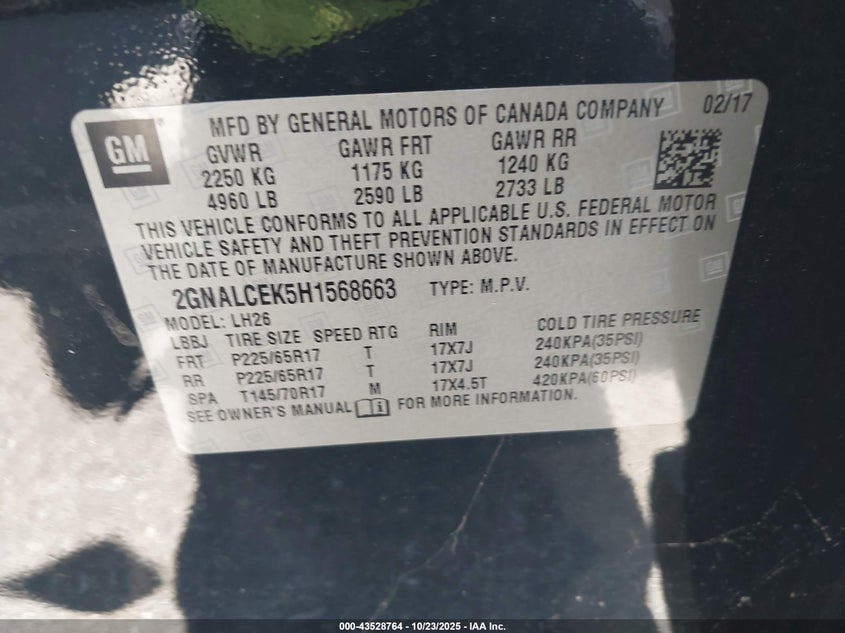 GM
MFD BY GENERAL MOTORS OF CANADA COMPANY 02/17
GVWR GAWR FRT GAWR RR
2250 KG 1175 KG 1240 KG
4960 LB 2590 LB 2733 LB
THIS VEHICLE CONFORMS TO ALL APPLICABLE U.S. FEDERAL MOTOR
VEHICLE SAFETY AND THEFT PREVENTION STANDARDS IN EFFECT ON
THE DATE OF MANUFACTURE SHOWN ABOVE.
2GNALCEK5H1568663 TYPE: M.P.V.
MODEL: LH26
LBBJ TIRE SIZE SPEED RTG RIM COLD TIRE PRESSURE
FRT P225/65R17 T 17X7J 240KPA(35PSI)
RR P225/65R17 T 17X7J 240KPA(35PSI)
SPA T145/70R17 M 17X4.5T 420KPA(60PSI)
SEE OWNER'S MANUAL FOR MORE INFORMATION.
000-43528764 | 10/23/2025 - IAA Inc.